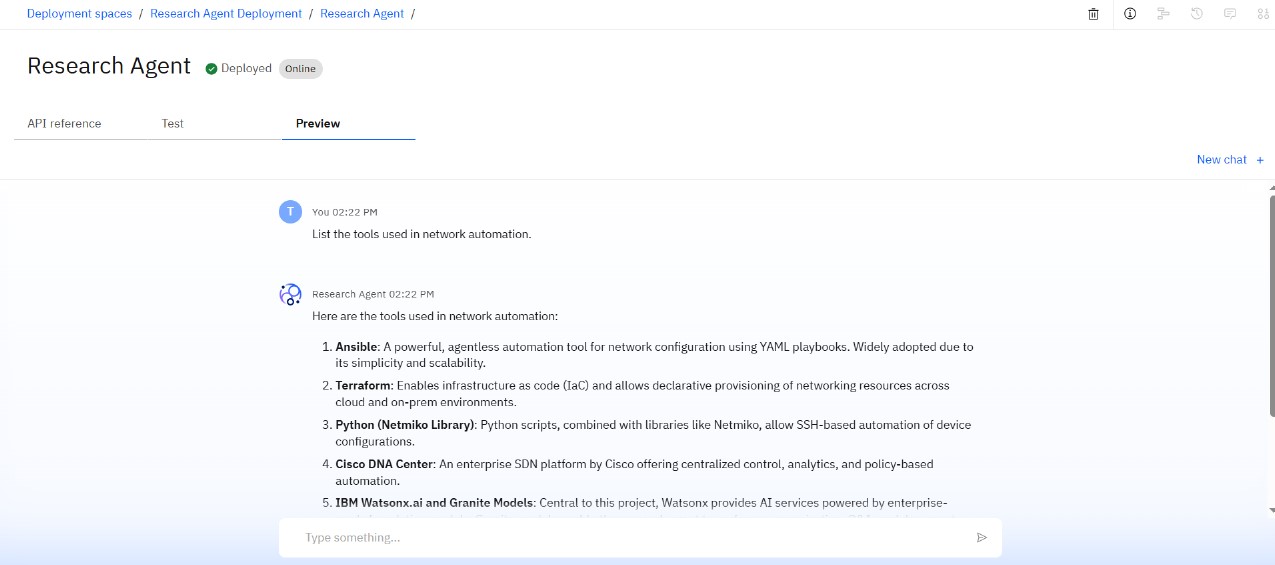 Deployment spaces / Research Agent Deployment / Research Agent /
Research Agent Deployed Online
API reference Test Preview
New chat +
T You 02:22 PM
List the tools used in network automation.
Research Agent 02:22 PM
Here are the tools used in network automation:
1. Ansible: A powerful, agentless automation tool for network configuration using YAML playbooks. Widely adopted due to
its simplicity and scalability.
2. Terraform: Enables infrastructure as code (IaC) and allows declarative provisioning of networking resources across
cloud and on-prem environments.
3. Python (Netmiko Library): Python scripts, combined with libraries like Netmiko, allow SSH-based automation of device
configurations.
4. Cisco DNA Center: An enterprise SDN platform by Cisco offering centralized control, analytics, and policy-based
automation.
5. IBM Watsonx.ai and Granite Models: Central to this project, Watsonx provides AI services powered by enterprise-
Type something...